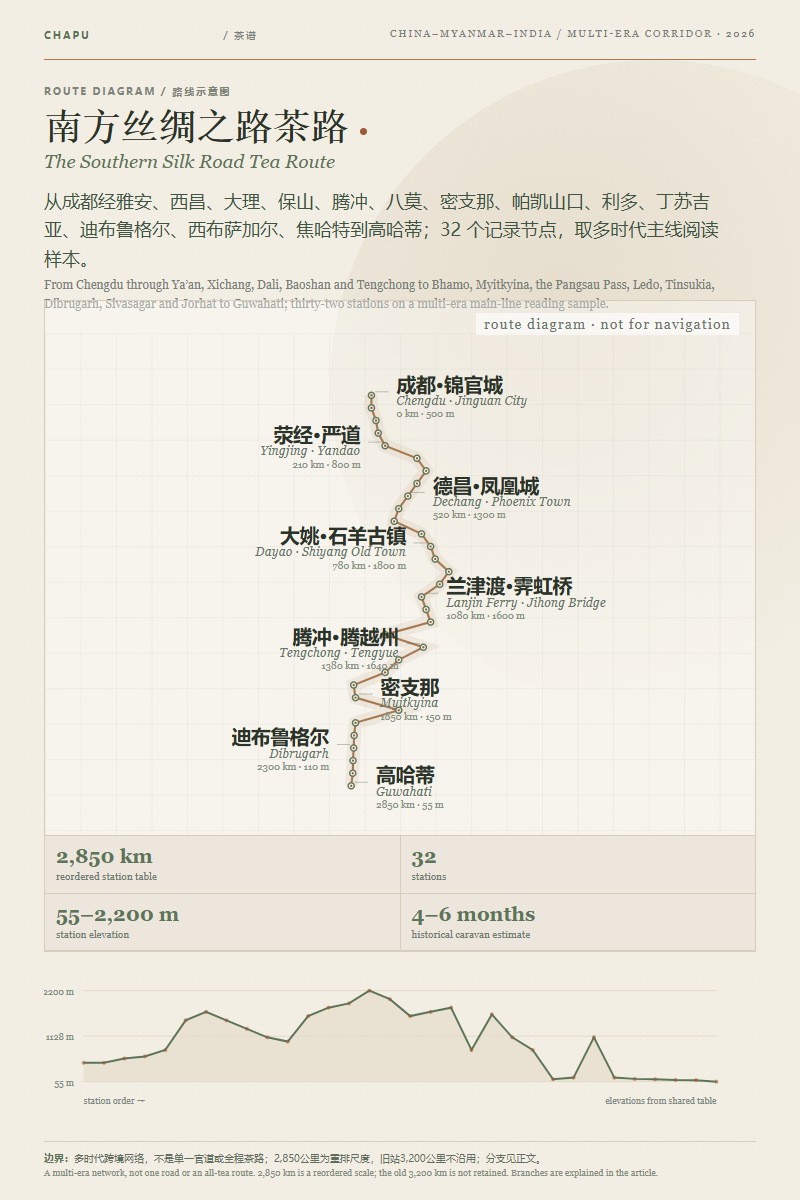 CHAPU / 茶谱 CHINA–MYANMAR–INDIA / MULTI-ERA CORRIDOR · 2026
ROUTE DIAGRAM / 路线示意图
南方丝绸之路茶路
The Southern Silk Road Tea Route
从成都经雅安、西昌、大理、保山、腾冲、八莫、密支那、帕凯山口、利多、丁苏吉
亚、迪布鲁格尔、西布萨加尔、焦哈特到高哈蒂；32 个记录节点，取多时代主线阅读
样本。
From Chengdu through Ya’an, Xichang, Dali, Baoshan and Tengchong to Bhamo, Myitkyina, the Pangsau Pass, Ledo, Tinsukia,
Dibrugarh, Sivasagar and Jorhat to Guwahati; thirty-two stations on a multi-era main-line reading sample.
route diagram · not for navigation
成都·锦官城
Chengdu · Jinguan City
0 km · 500 m
荥经·严道
Yingjing · Yandao
210 km · 800 m
德昌·凤凰城
Dechang · Phoenix Town
520 km · 1300 m
大姚·石羊古镇
Dayao · Shiyang Old Town
780 km · 1800 m
兰津渡·霁虹桥
Lanjin Ferry · Jihong Bridge
1080 km · 1600 m
腾冲·腾越州
Tengchong · Tengyue
1380 km · 1640 m
密支那
Myitkyina
1650 km · 150 m
迪布鲁格尔
Dibrugarh
2300 km · 110 m
高哈蒂
Guwahati
2850 km · 55 m
2,850 km
reordered station table
32
stations
55–2,200 m
station elevation
4–6 months
historical caravan estimate
2200 m
1128 m
55 m
station order → elevations from shared table
边界：多时代跨境网络，不是单一官道或全程茶路；2,850公里为重排尺度，旧站3,200公里不沿用；分支见正文。
A multi-era network, not one road or an all-tea route. 2,850 km is a reordered scale; the old 3,200 km is not retained. Branches are explained in the article.